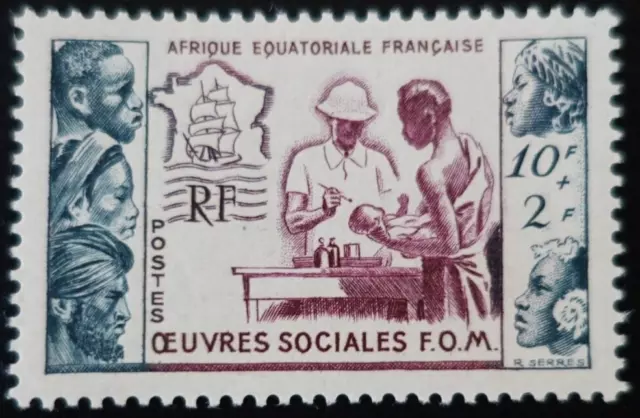 AFRIQUE EQUATORIALE FRANÇAISE
RF
POSTES
10F
+
2F
ŒUVRES SOCIALES F.O.M.
R. SERRES